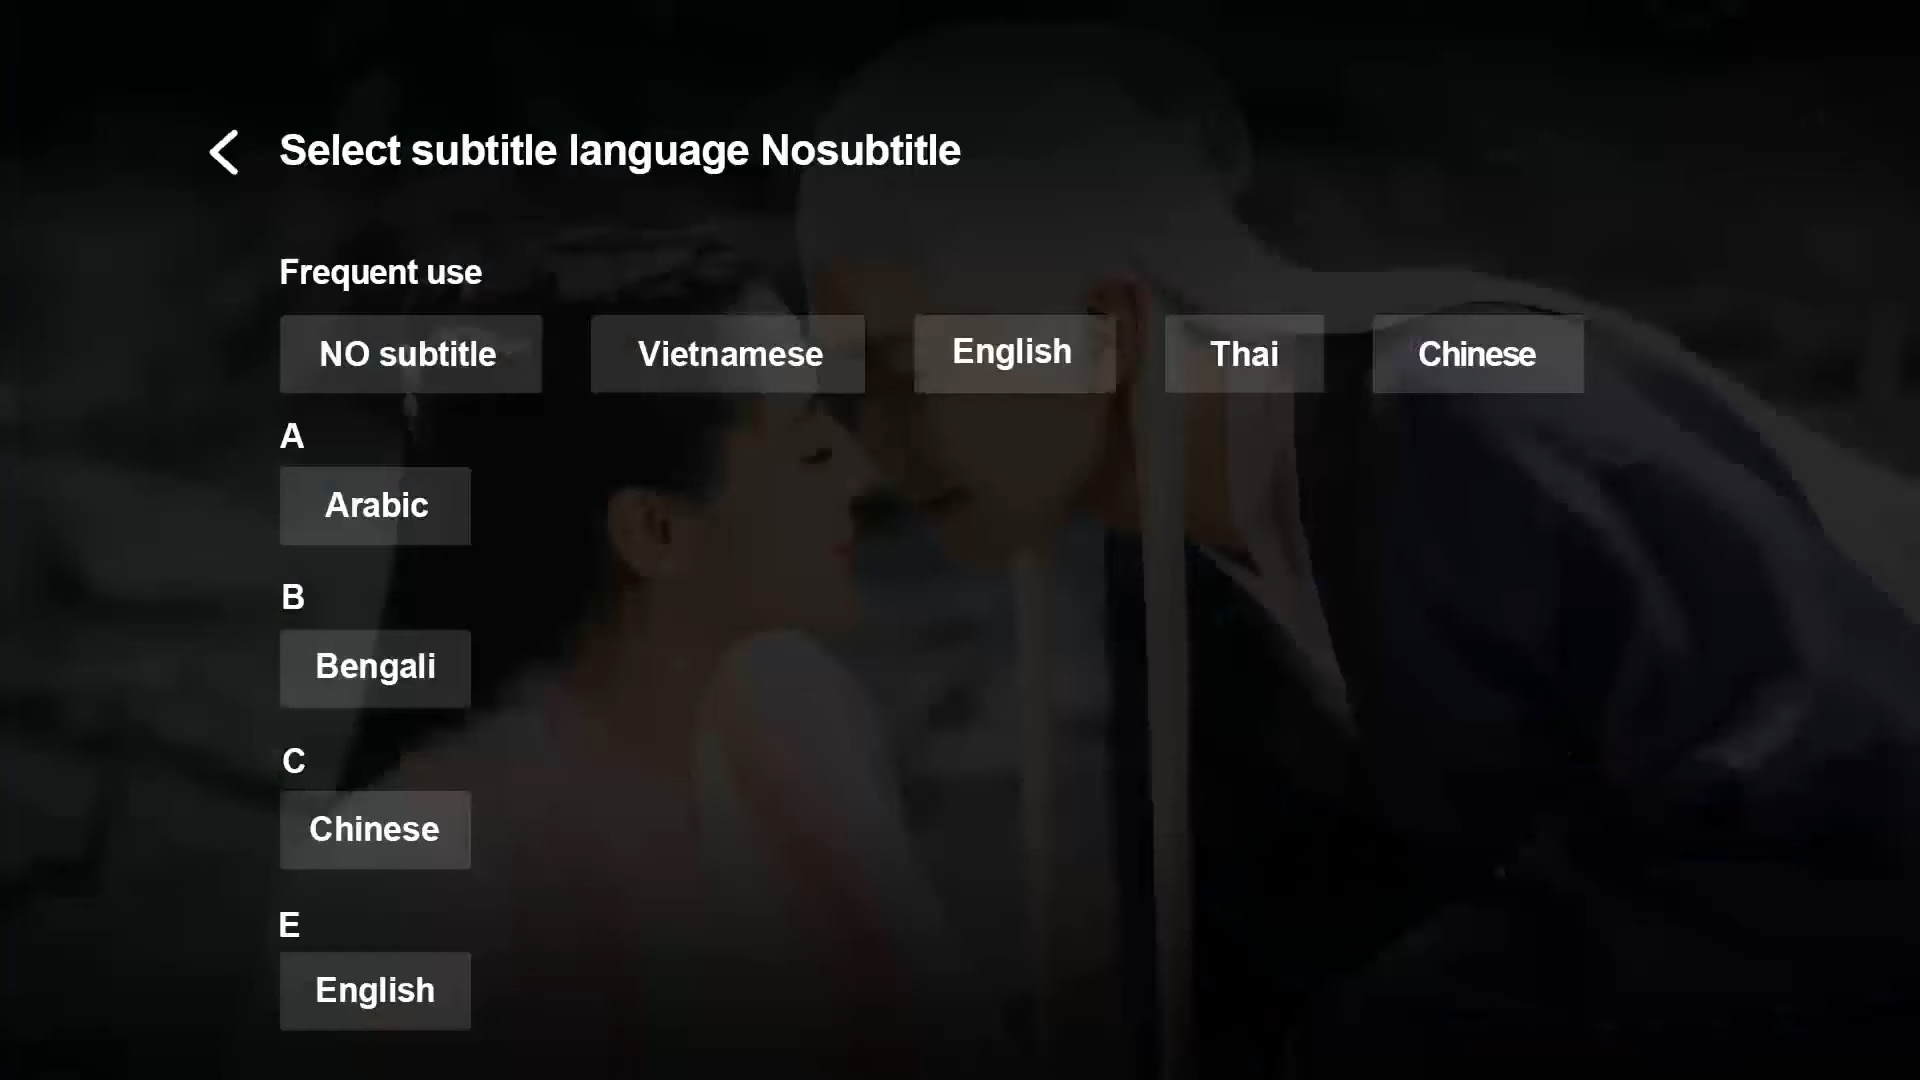 Select subtitle language Nosubtitle
Frequent use
NO subtitle Vietnamese English Thai Chinese
A
Arabic
B
Bengali
C
Chinese
E
English